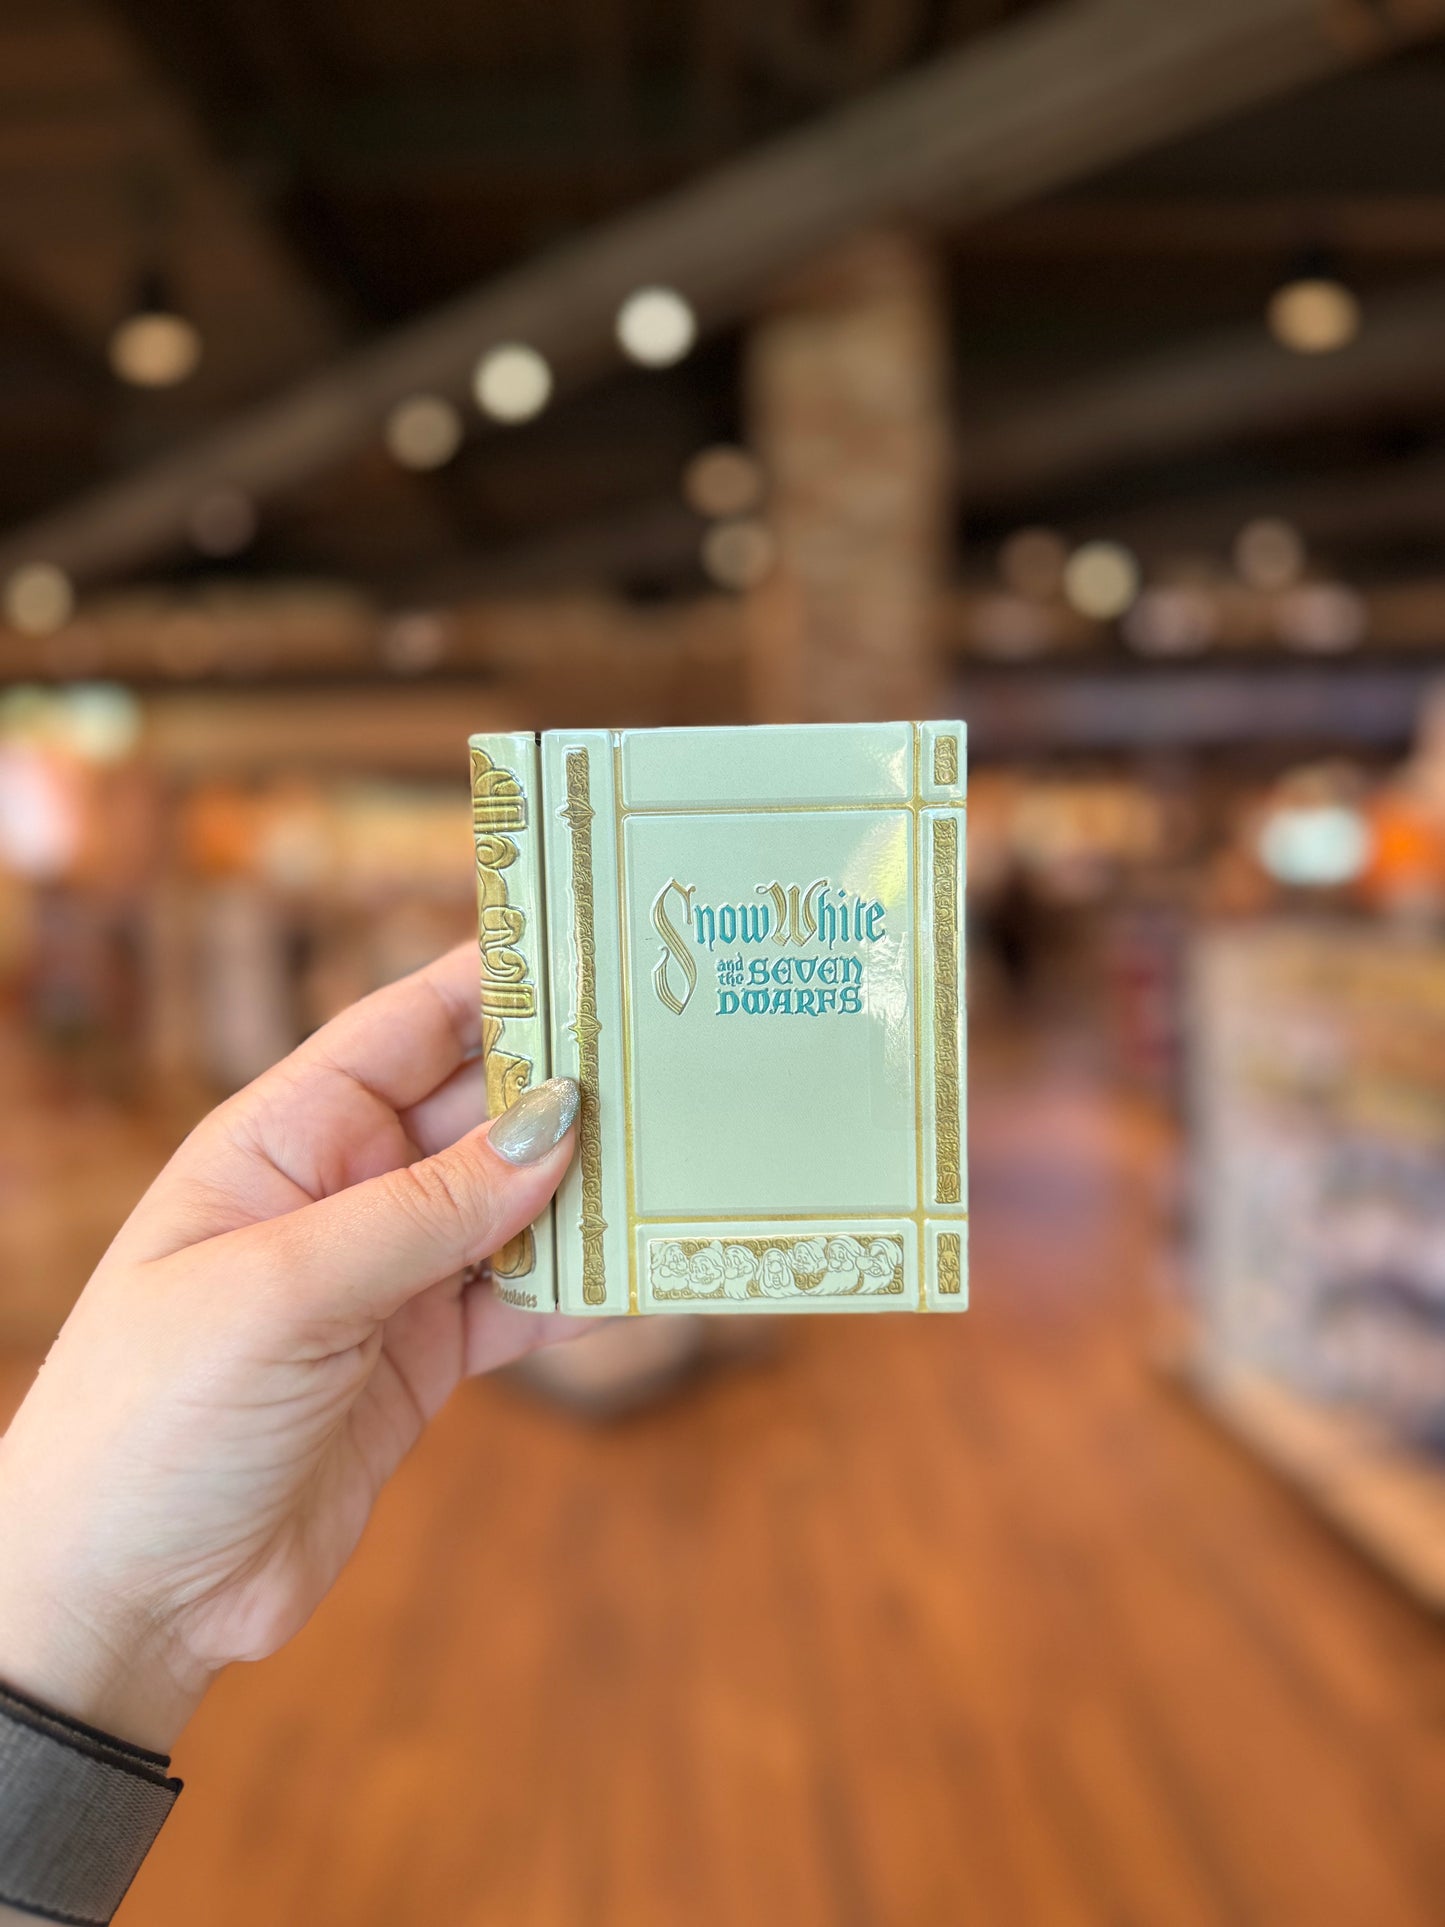 Snow White
and
the SEVEN
DWARFS